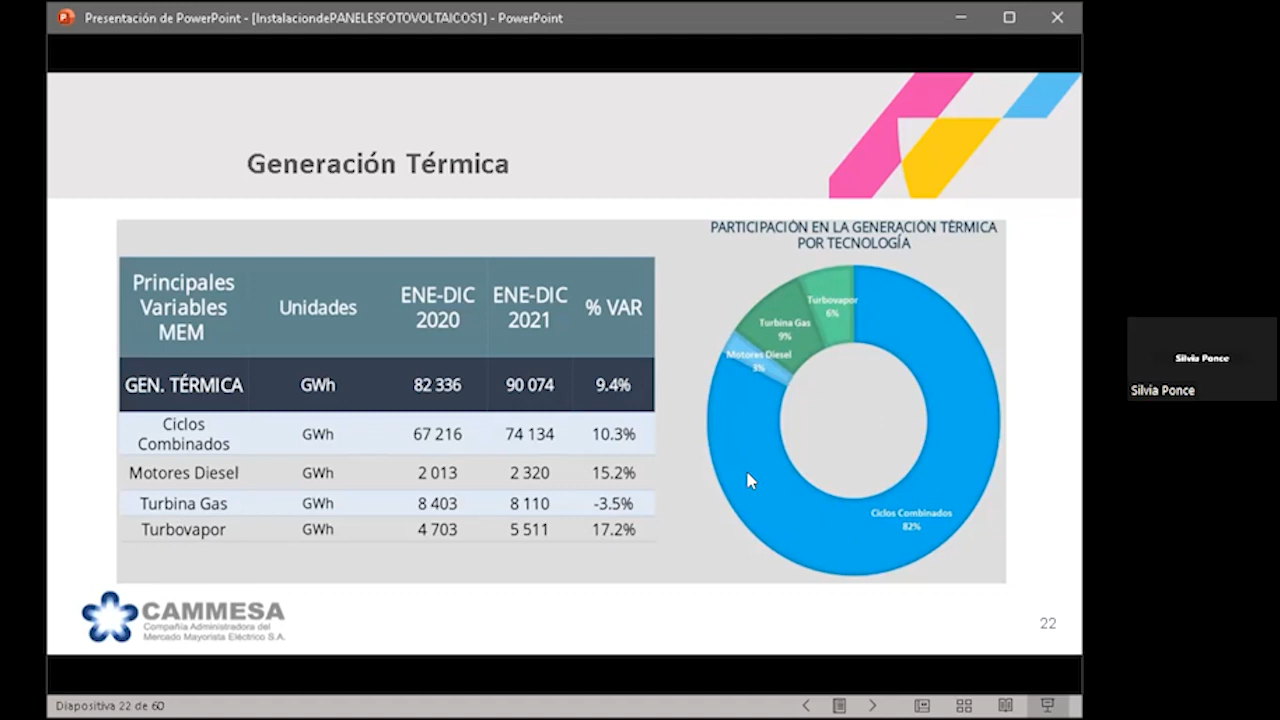 Presentación de PowerPoint - [InstalaciondePANELESFOTOVOLTAICOS1] - PowerPoint
Generación Térmica
Principales
Variables
MEM
Unidades
ENE-DIC
2020
ENE-DIC
2021
% VAR
GEN. TÉRMICA GWh 82 336 90 074 9.4%
Ciclos
Combinados
GWh 67 216 74 134 10.3%
Motores Diesel GWh 2 013 2 320 15.2%
Turbina Gas GWh 8 403 8 110 -3.5%
Turbovapor GWh 4 703 5 511 17.2%
PARTICIPACIÓN EN LA GENERACIÓN TÉRMICA
POR TECNOLOGÍA
Turbovapor
6%
Turbina Gas
9%
Motores Diesel
3%
Ciclos Combinados
82%
CAMMESA
Compañía Administradora del
Mercado Mayorista Eléctrico S.A.
22
Diapositiva 22 de 60
Silvia Ponce
Silvia Ponce